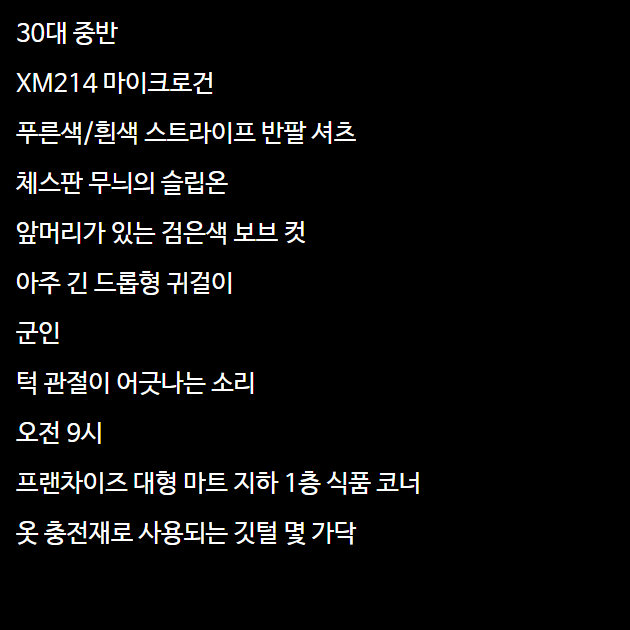 30대 중반
XM214 마이크로건
푸른색/흰색 스트라이프 반팔 셔츠
체스판 무늬의 슬립온
앞머리가 있는 검은색 보브 컷
아주 긴 드롭형 귀걸이
군인
턱 관절이 어긋나는 소리
오전 9시
프랜차이즈 대형 마트 지하 1층 식품 코너
옷 충전재로 사용되는 깃털 몇 가닥